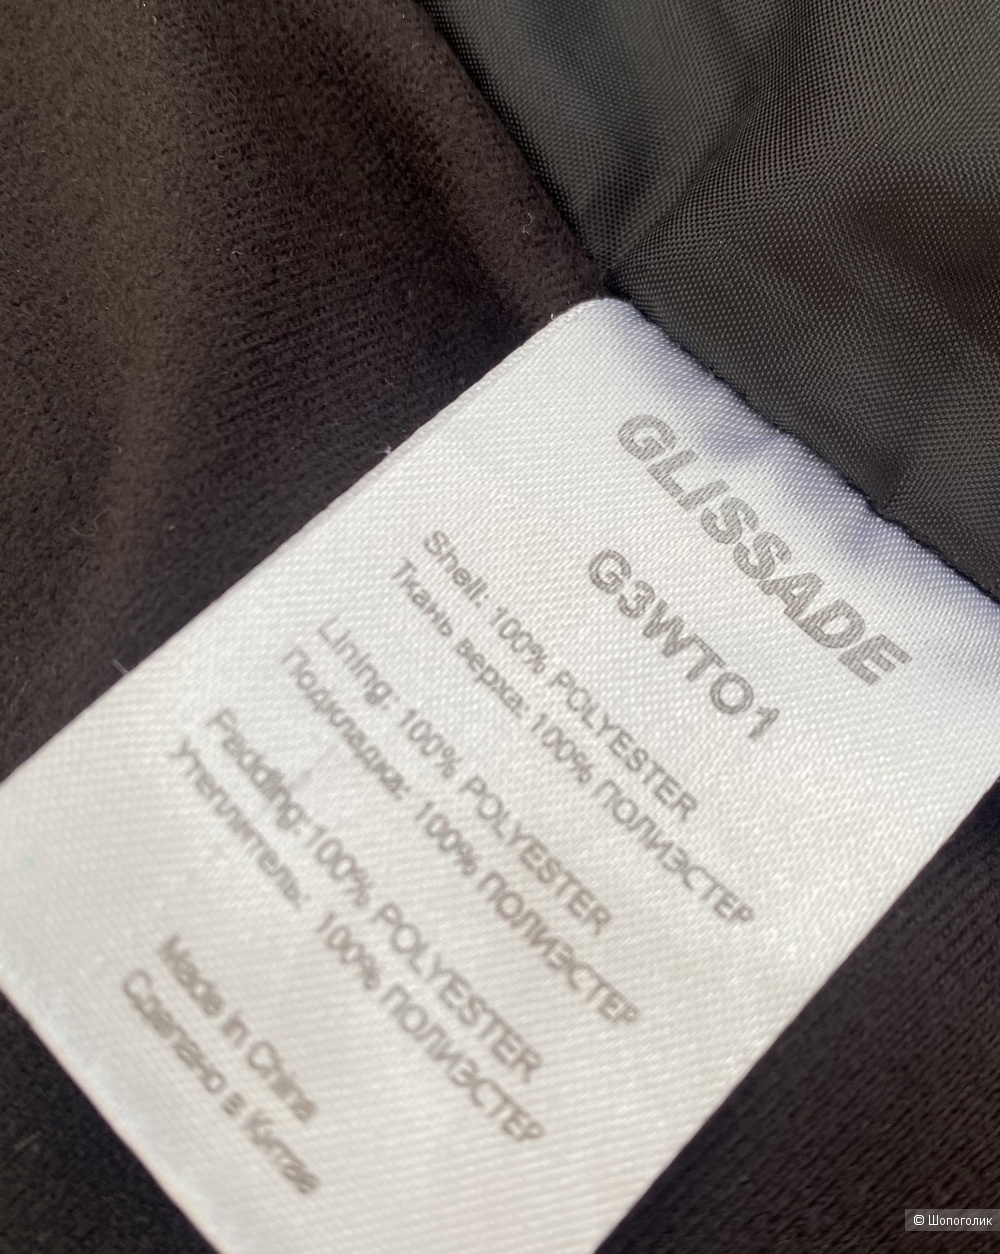 GLISSADE
G3WTO1
Shell: 100% POLYESTER
Ткань верха: 100% ПОЛИЭСТЕР
Lining: 100% POLYESTER
Подкладка: 100% ПОЛИЭСТЕР
Padding:100% POLYESTER
Утеплитель: 100% ПОЛИЭСТЕР
Made in China
Сделано в Китае
© Шопоголик